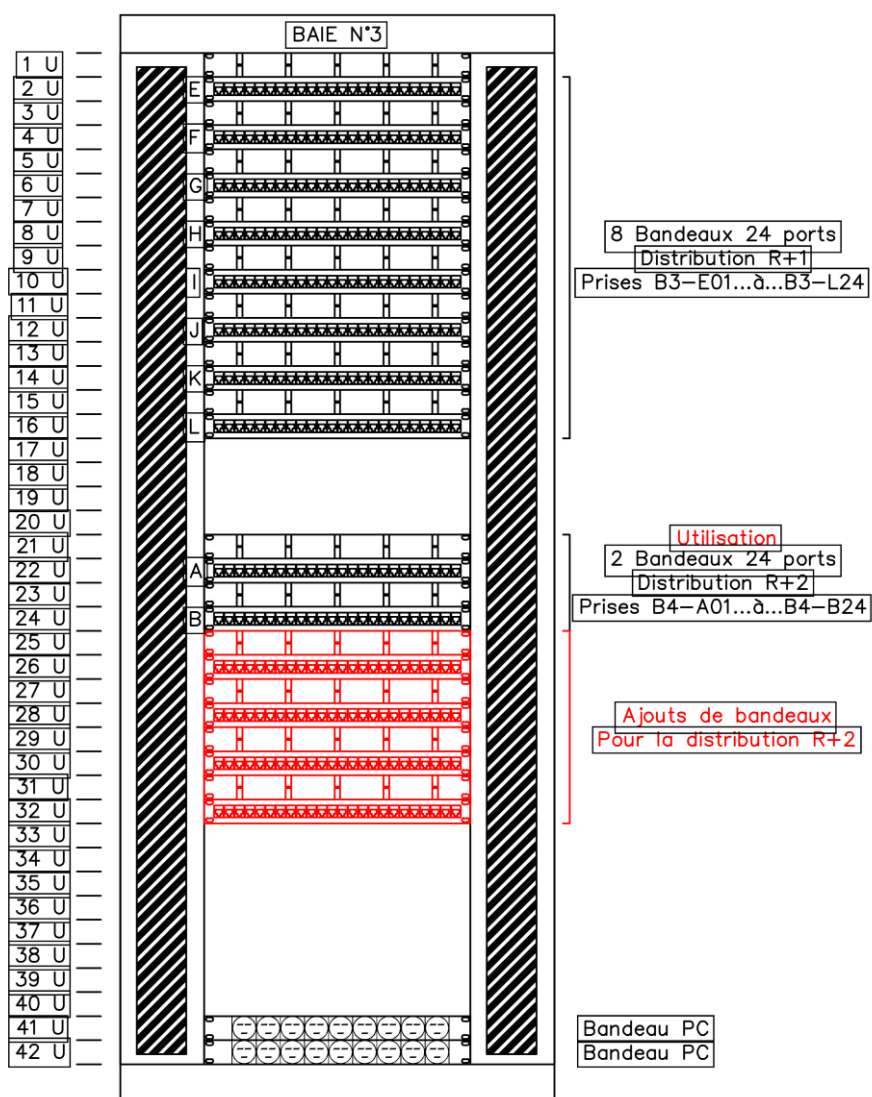 BAIE N°3
1 U
2 U
3 U
4 U
5 U
6 U
7 U
8 U
9 U
10 U
11 U
12 U
13 U
14 U
15 U
16 U
17 U
18 U
19 U
20 U
21 U
22 U
23 U
24 U
25 U
26 U
27 U
28 U
29 U
30 U
31 U
32 U
33 U
34 U
35 U
36 U
37 U
38 U
39 U
40 U
41 U
42 U
E
F
G
H
I
J
K
L
A
B
8 Bandeaux 24 ports
Distribution R+1
Prises B3-E01...à...B3-L24
Utilisation
2 Bandeaux 24 ports
Distribution R+2
Prises B4-A01...à...B4-B24
Ajouts de bandeaux
Pour la distribution R+2
Bandeau PC
Bandeau PC